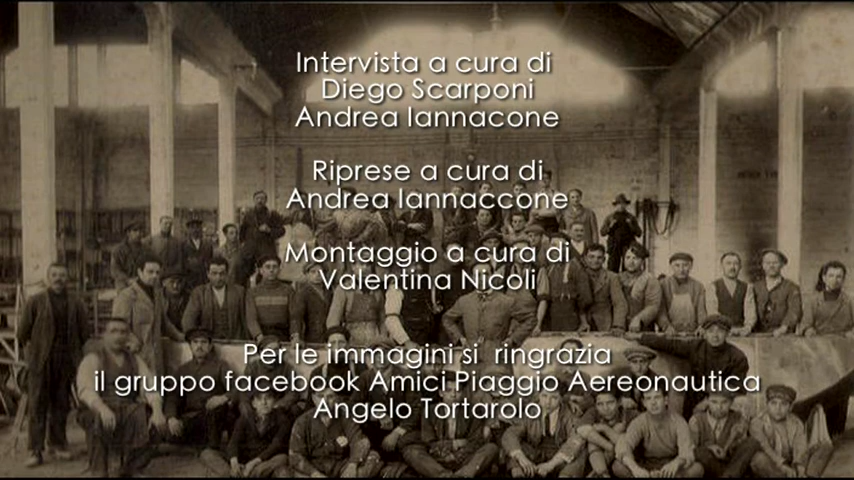 Intervista a cura di
Diego Scarponi
Andrea Iannacone
Riprese a cura di
Andrea Iannaccone
Montaggio a cura di
Valentina Nicoli
Per le immagini si ringrazia
il gruppo facebook Amici Piaggio Aereonautica
Angelo Tortarolo